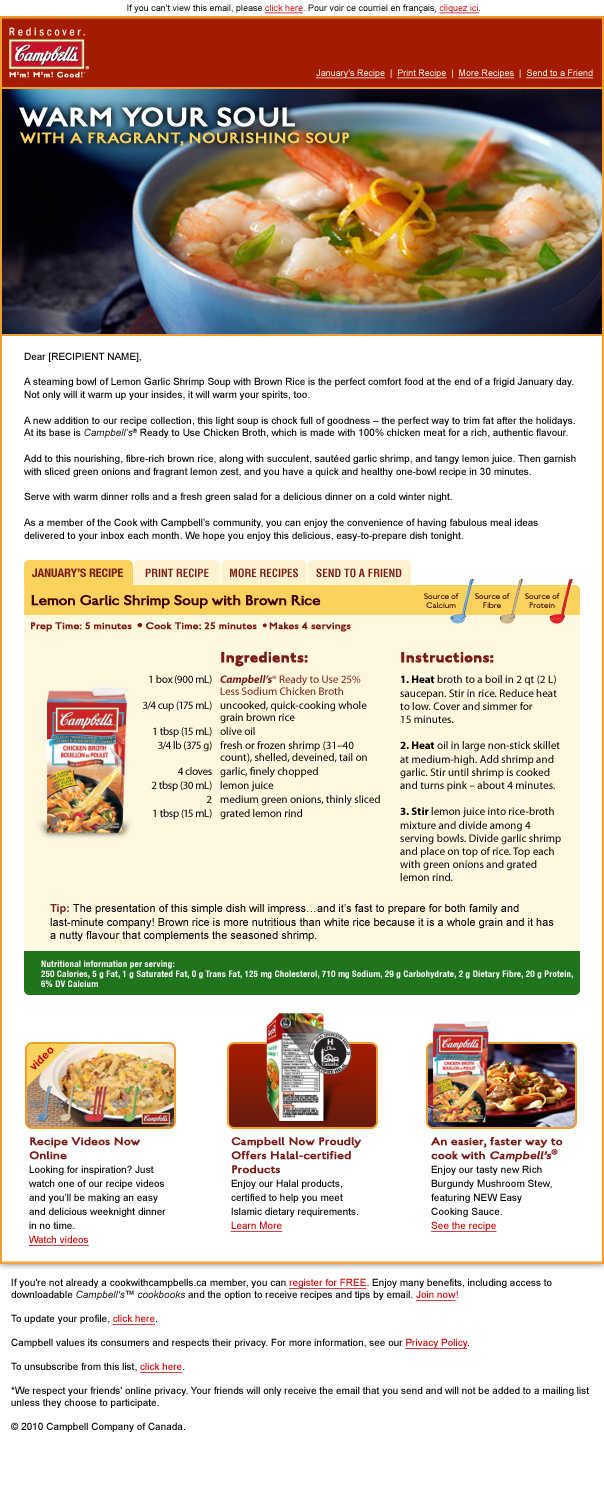 If you can't view this email, please click here. Pour voir ce courriel en français, cliquez ici.
Rediscover.
Campbell's
M'm! M'm! Good!
January's Recipe | Print Recipe | More Recipes | Send to a Friend
WARM YOUR SOUL
WITH A FRAGRANT, NOURISHING SOUP
Dear [RECIPIENT NAME],
A steaming bowl of Lemon Garlic Shrimp Soup with Brown Rice is the perfect comfort food at the end of a frigid January day.
Not only will it warm up your insides, it will warm your spirits, too.
A new addition to our recipe collection, this light soup is chock full of goodness – the perfect way to trim fat after the holidays.
At its base is Campbell's® Ready to Use Chicken Broth, which is made with 100% chicken meat for a rich, authentic flavour.
Add to this nourishing, fibre-rich brown rice, along with succulent, sautéed garlic shrimp, and tangy lemon juice. Then garnish
with sliced green onions and fragrant lemon zest, and you have a quick and healthy one-bowl recipe in 30 minutes.
Serve with warm dinner rolls and a fresh green salad for a delicious dinner on a cold winter night.
As a member of the Cook with Campbell's community, you can enjoy the convenience of having fabulous meal ideas
delivered to your inbox each month. We hope you enjoy this delicious, easy-to-prepare dish tonight.
JANUARY'S RECIPE PRINT RECIPE MORE RECIPES SEND TO A FRIEND
Lemon Garlic Shrimp Soup with Brown Rice
Source of Calcium
Source of Fibre
Source of Protein
Prep Time: 5 minutes • Cook Time: 25 minutes • Makes 4 servings
Campbell's
CHICKEN BROTH
BOUILLON DE POULET
Ingredients:
1 box (900 mL) Campbell's® Ready to Use 25%
Less Sodium Chicken Broth
3/4 cup (175 mL) uncooked, quick-cooking whole
grain brown rice
1 tbsp (15 mL) olive oil
3/4 lb (375 g) fresh or frozen shrimp (31–40
count), shelled, deveined, tail on
4 cloves garlic, finely chopped
2 tbsp (30 mL) lemon juice
2 medium green onions, thinly sliced
1 tbsp (15 mL) grated lemon rind
Instructions:
1. Heat broth to a boil in 2 qt (2 L)
saucepan. Stir in rice. Reduce heat
to low. Cover and simmer for
15 minutes.
2. Heat oil in large non-stick skillet
at medium-high. Add shrimp and
garlic. Stir until shrimp is cooked
and turns pink – about 4 minutes.
3. Stir lemon juice into rice-broth
mixture and divide among 4
serving bowls. Divide garlic shrimp
and place on top of rice. Top each
with green onions and grated
lemon rind.
Tip: The presentation of this simple dish will impress…and it's fast to prepare for both family and
last-minute company! Brown rice is more nutritious than white rice because it is a whole grain and it has
a nutty flavour that complements the seasoned shrimp.
Nutritional information per serving:
250 Calories, 5 g Fat, 1 g Saturated Fat, 0 g Trans Fat, 125 mg Cholesterol, 710 mg Sodium, 29 g Carbohydrate, 2 g Dietary Fibre, 20 g Protein,
6% DV Calcium
video
Campbell's
Recipe Videos Now
Online
Looking for inspiration? Just
watch one of our recipe videos
and you'll be making an easy
and delicious weeknight dinner
in no time.
Watch videos
H
Campbell Now Proudly
Offers Halal-certified
Products
Enjoy our Halal products,
certified to help you meet
Islamic dietary requirements.
Learn More
Campbell's
CHICKEN BROTH
An easier, faster way to
cook with Campbell's®
Enjoy our tasty new Rich
Burgundy Mushroom Stew,
featuring NEW Easy
Cooking Sauce.
See the recipe
If you're not already a cookwithcampbells.ca member, you can register for FREE. Enjoy many benefits, including access to
downloadable Campbell's™ cookbooks and the option to receive recipes and tips by email. Join now!
To update your profile, click here.
Campbell values its consumers and respects their privacy. For more information, see our Privacy Policy.
To unsubscribe from this list, click here.
*We respect your friends' online privacy. Your friends will only receive the email that you send and will not be added to a mailing list
unless they choose to participate.
© 2010 Campbell Company of Canada.